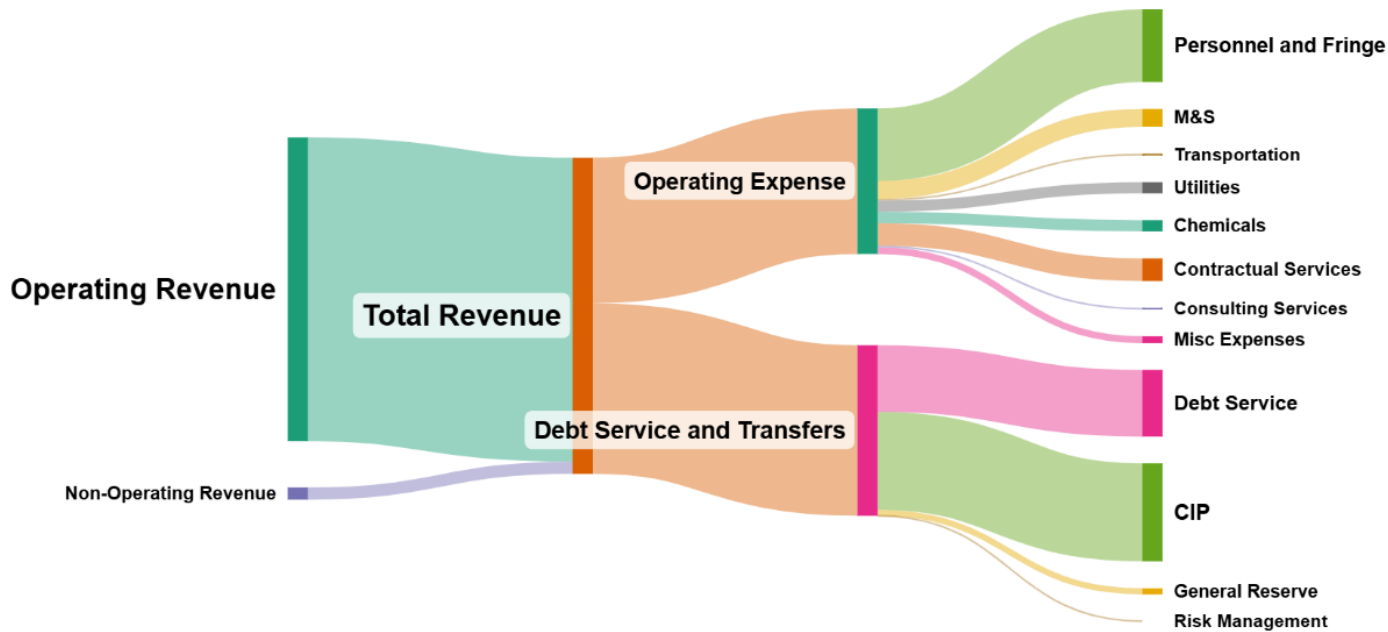 Operating Revenue
Non-Operating Revenue
Total Revenue
Operating Expense
Debt Service and Transfers
Personnel and Fringe
M&S
Transportation
Utilities
Chemicals
Contractual Services
Consulting Services
Misc Expenses
Debt Service
CIP
General Reserve
Risk Management